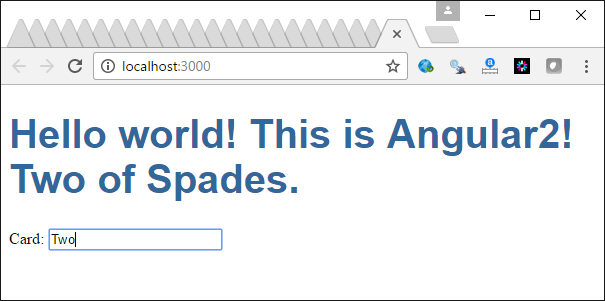 localhost:3000
Hello world! This is Angular2!
Two of Spades.
Card: Two